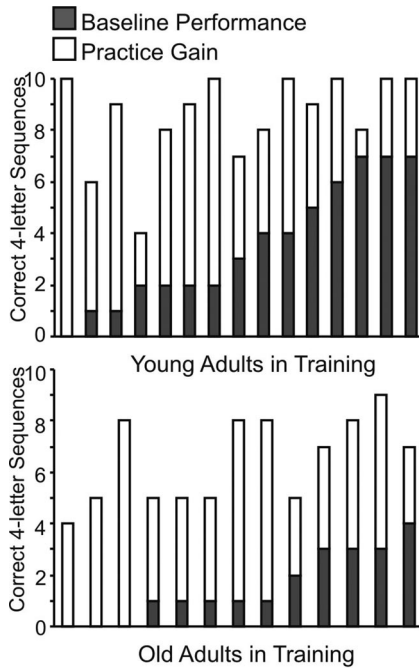 Baseline Performance
Practice Gain
Correct 4-letter Sequences
10
8
6
4
2
0
Young Adults in Training
Correct 4-letter Sequences
10
8
6
4
2
0
Old Adults in Training